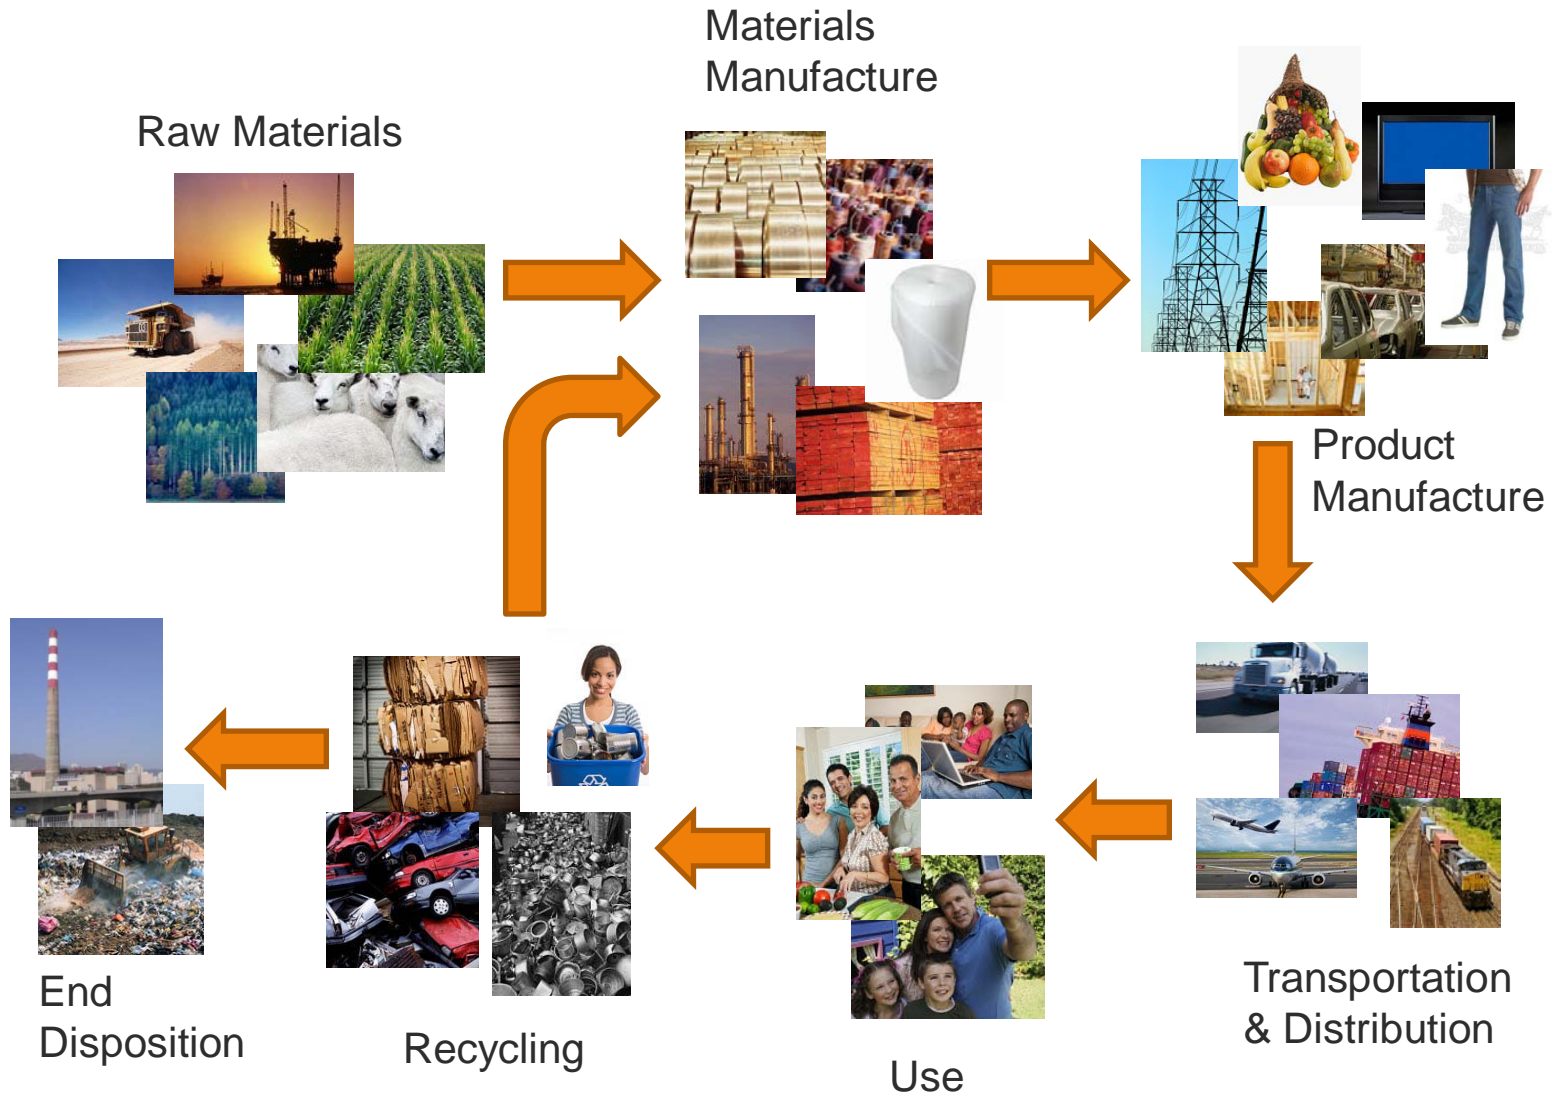 Materials
Manufacture
Raw Materials
Product
Manufacture
End
Disposition
Recycling
Use
Transportation
& Distribution